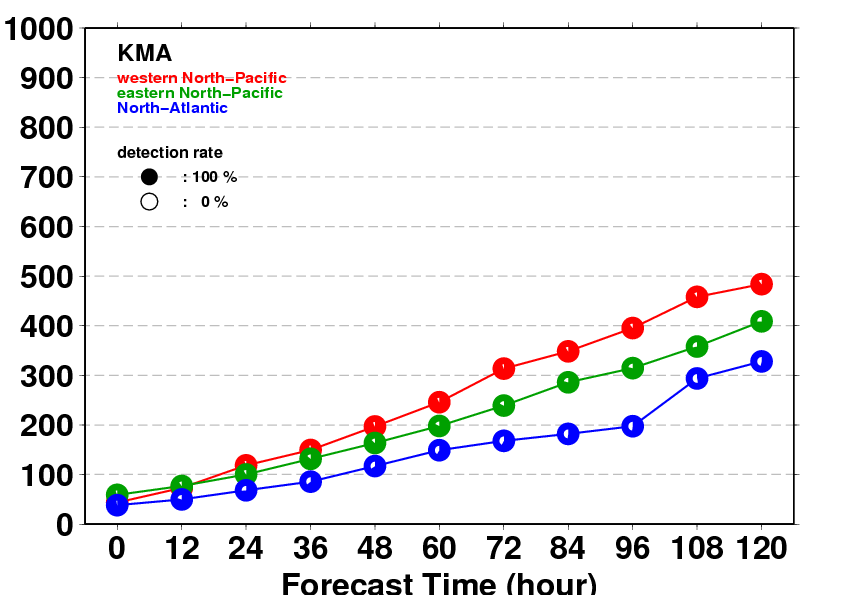 1000
KMA
900
western North-Pacific
eastern North-Pacific
North-Atlantic
800
detection rate
700
: 100 %
: 0 %
600
500
400
300
200
100
0
0 12 24 36 48 60 72 84 96 108 120
Forecast Time (hour)